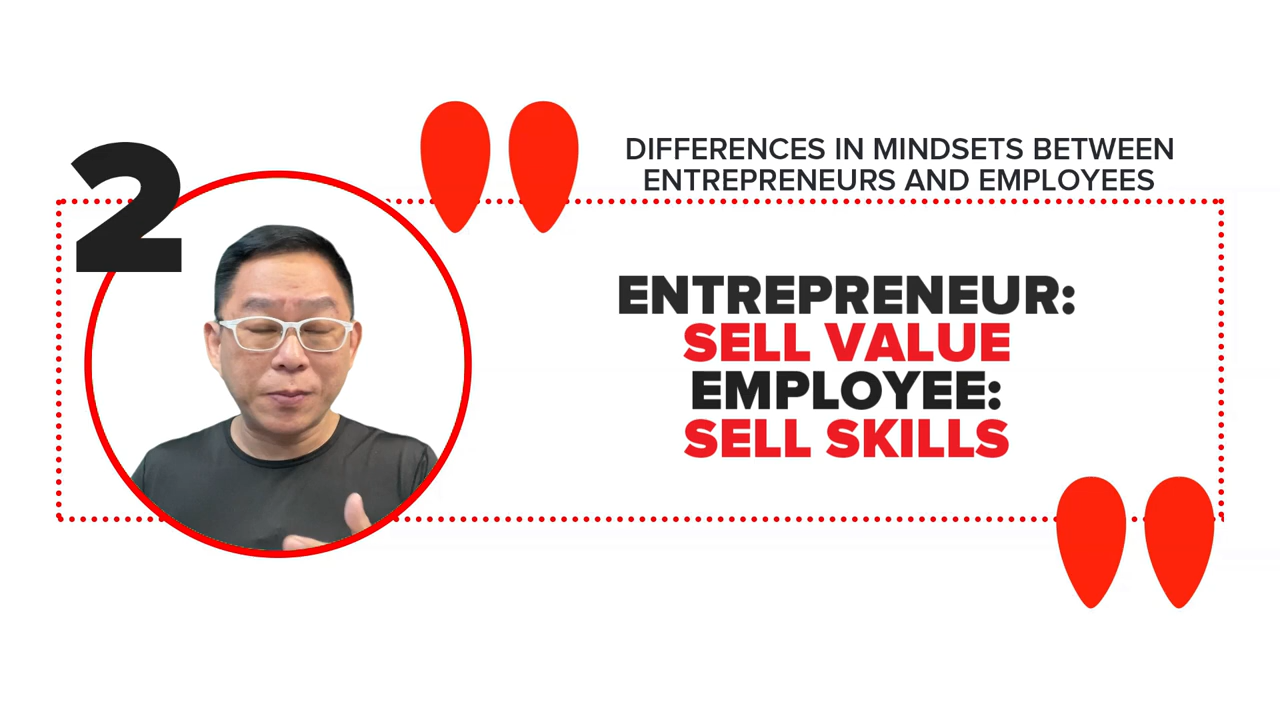 2
DIFFERENCES IN MINDSETS BETWEEN
ENTREPRENEURS AND EMPLOYEES
ENTREPRENEUR:
SELL VALUE
EMPLOYEE:
SELL SKILLS